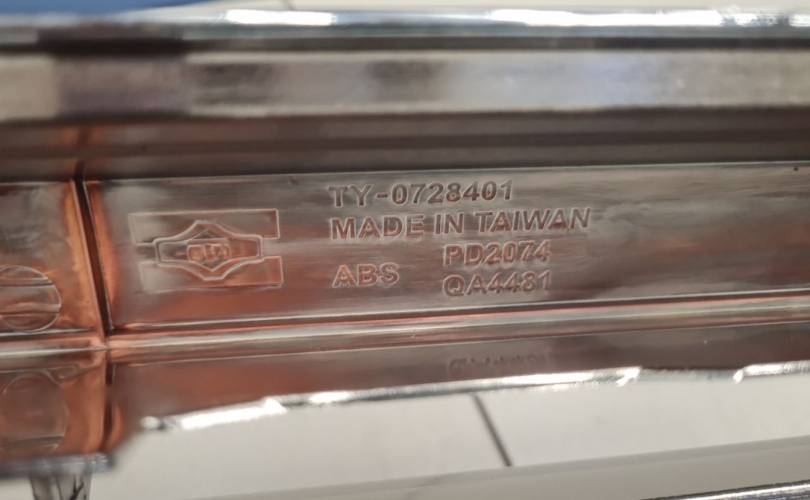 TY-0728401
MADE IN TAIWAN
PD2074
ABS
QA4481